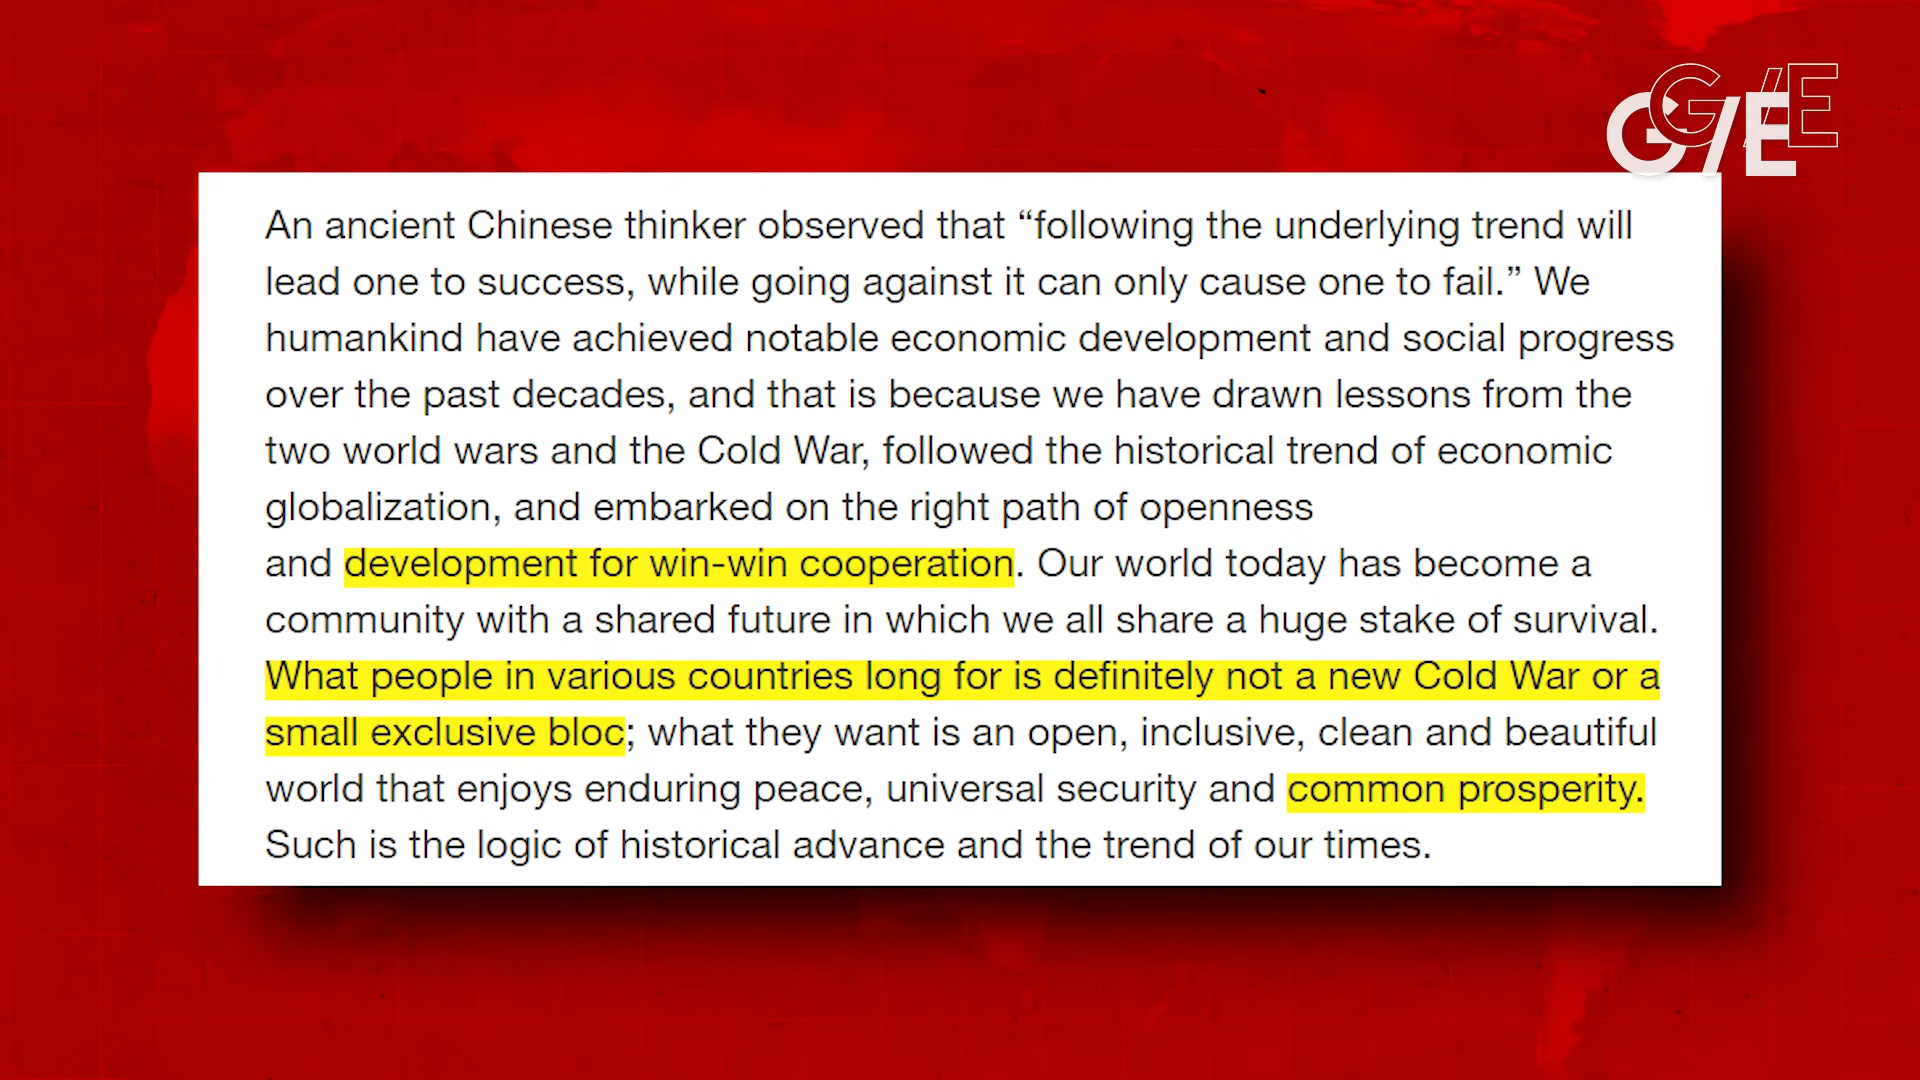 G/E
An ancient Chinese thinker observed that “following the underlying trend will
lead one to success, while going against it can only cause one to fail.” We
humankind have achieved notable economic development and social progress
over the past decades, and that is because we have drawn lessons from the
two world wars and the Cold War, followed the historical trend of economic
globalization, and embarked on the right path of openness
and development for win-win cooperation. Our world today has become a
community with a shared future in which we all share a huge stake of survival.
What people in various countries long for is definitely not a new Cold War or a
small exclusive bloc; what they want is an open, inclusive, clean and beautiful
world that enjoys enduring peace, universal security and common prosperity.
Such is the logic of historical advance and the trend of our times.